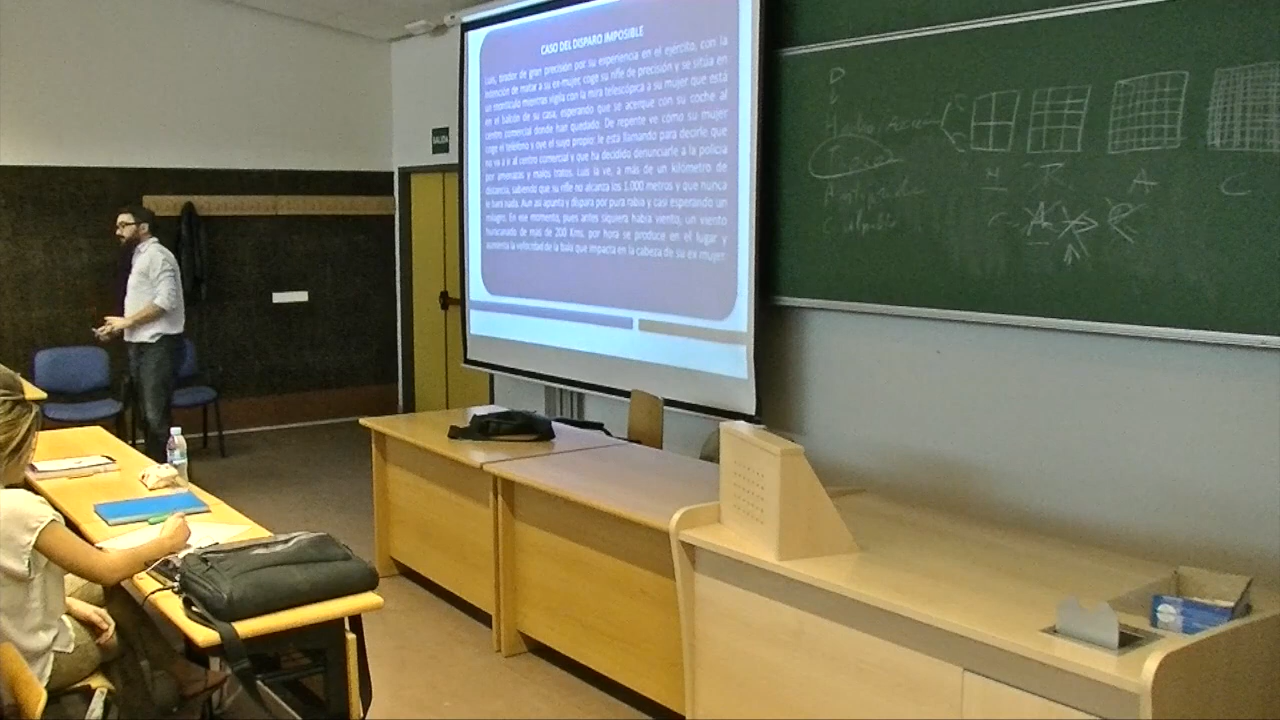 CASO DEL DISPARO IMPOSIBLE
Luis, tirador de gran precisión por su experiencia en el ejército, con la
intención de matar a su ex-mujer, coge su rifle de precisión y se sitúa en
un montículo mientras vigila con la mira telescópica a su mujer que está
en el balcón de su casa, esperando que se acerque con su coche al
centro comercial donde han quedado. De repente ve cómo su mujer
coge el teléfono y oye el suyo propio: le está llamando para decirle que
no va a ir al centro comercial y que ha decidido denunciarle a la policía
por amenazas y malos tratos. Luis la ve, a más de un kilómetro de
distancia, sabiendo que su rifle no alcanza los 1.000 metros y que nunca
le hará nada. Aun así apunta y dispara por pura rabia y casi esperando un
milagro. En ese momento, pues antes siquiera había viento, un viento
huracanado de más de 200 Kms. por hora se produce en el lugar y
aumenta la velocidad de la bala que impacta en la cabeza de su ex mujer.
SALIDA
D
A
C